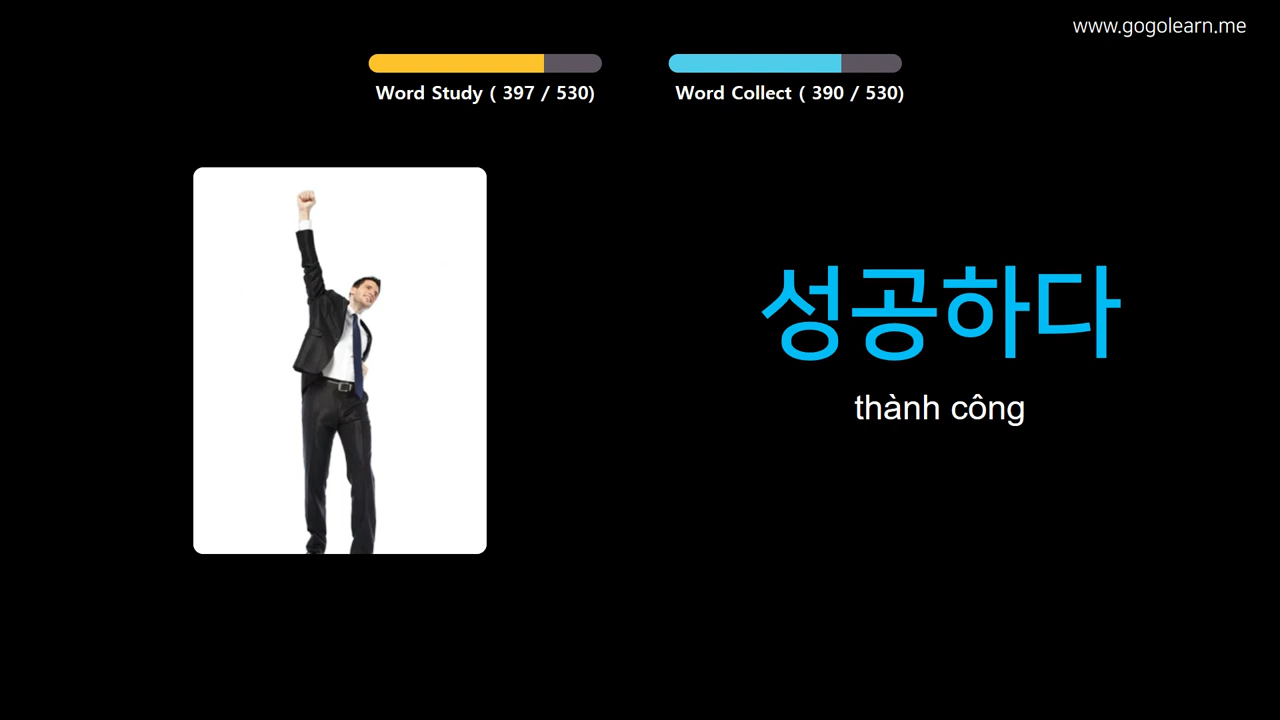 www.gogolearn.me
Word Study ( 397 / 530)
Word Collect ( 390 / 530)
성공하다
thành công